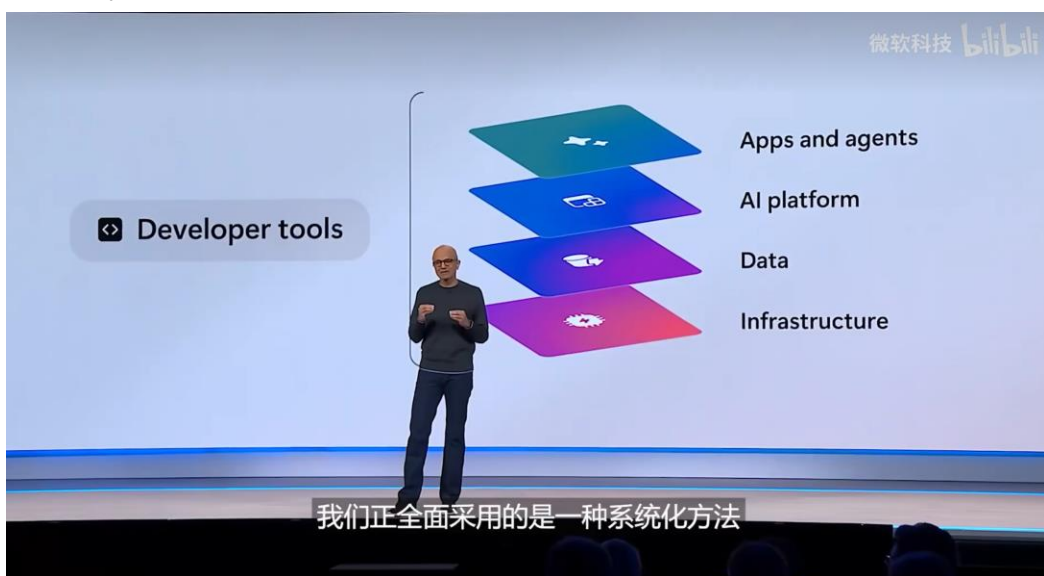 微软科技 bilibili
Apps and agents
AI platform
Developer tools
Data
Infrastructure
我们正全面采用的是一种系统化方法